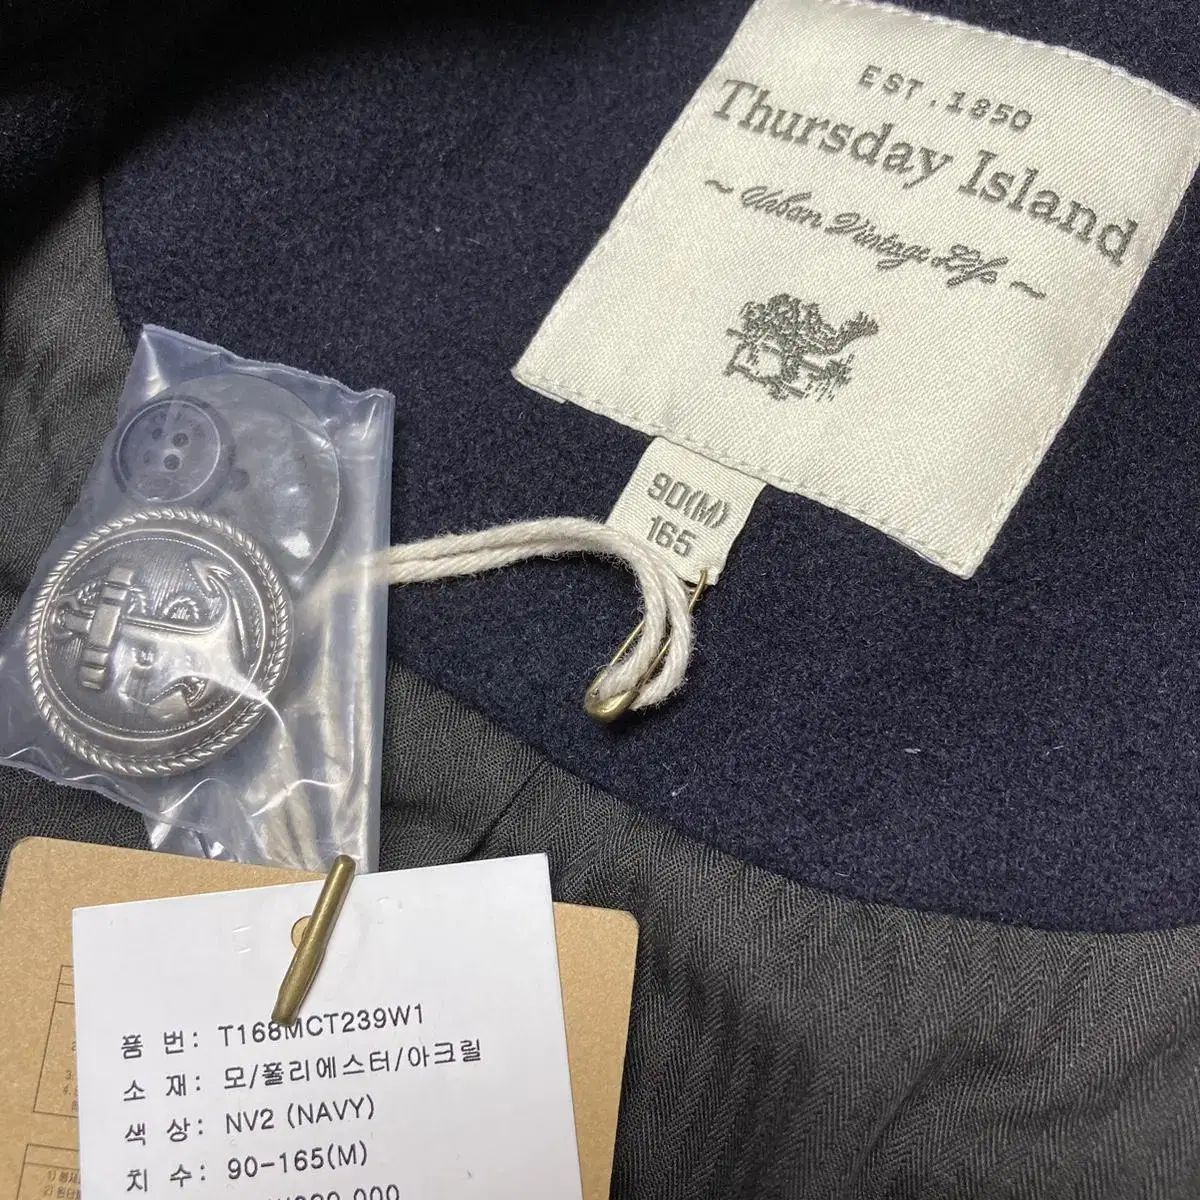 EST.1850
Thursday Island
~ Urban Vintage Life ~
90(M)
165
품 번: T168MCT239W1
소 재: 모/폴리에스터/아크릴
색 상: NV2 (NAVY)
치 수: 90-165(M)